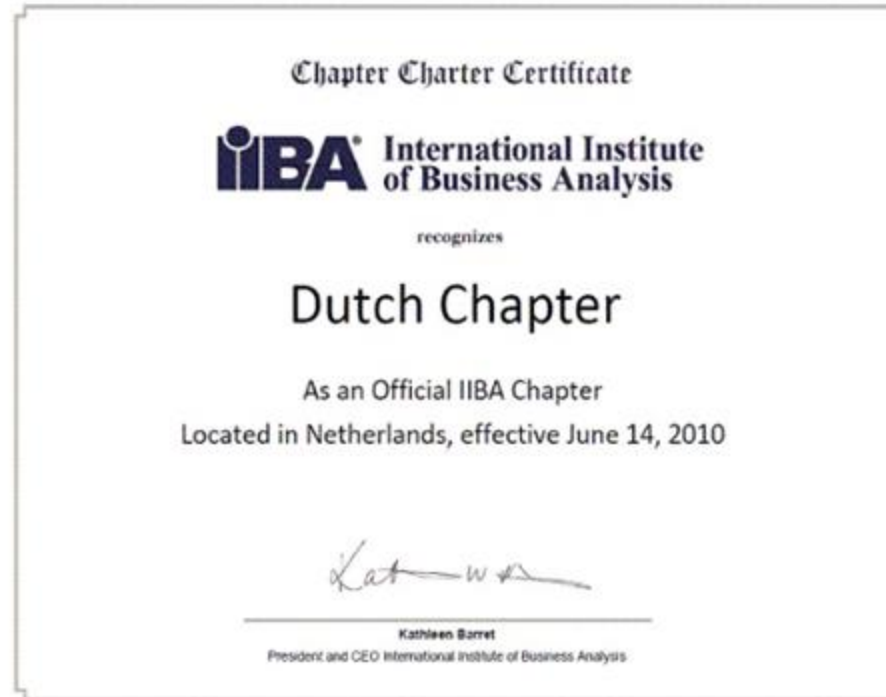 Chapter Charter Certificate
iiBA® International Institute
of Business Analysis
recognizes
Dutch Chapter
As an Official IIBA Chapter
Located in Netherlands, effective June 14, 2010
Kathleen Barret
President and CEO International Institute of Business Analysis